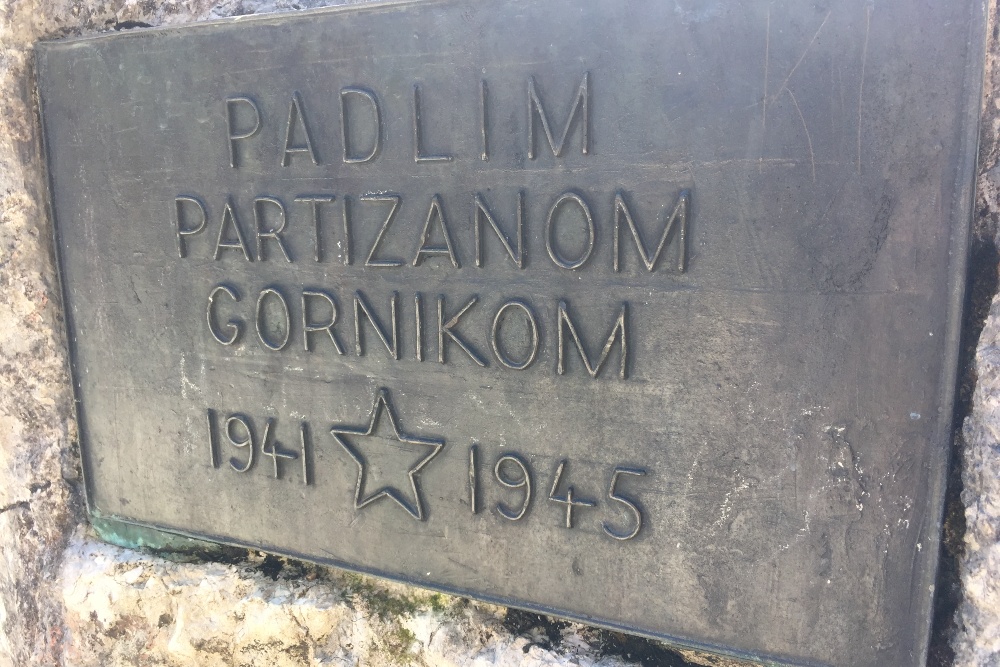 PADLIM
PARTIZANOM
GORNIKOM
1941 ☆ 1945